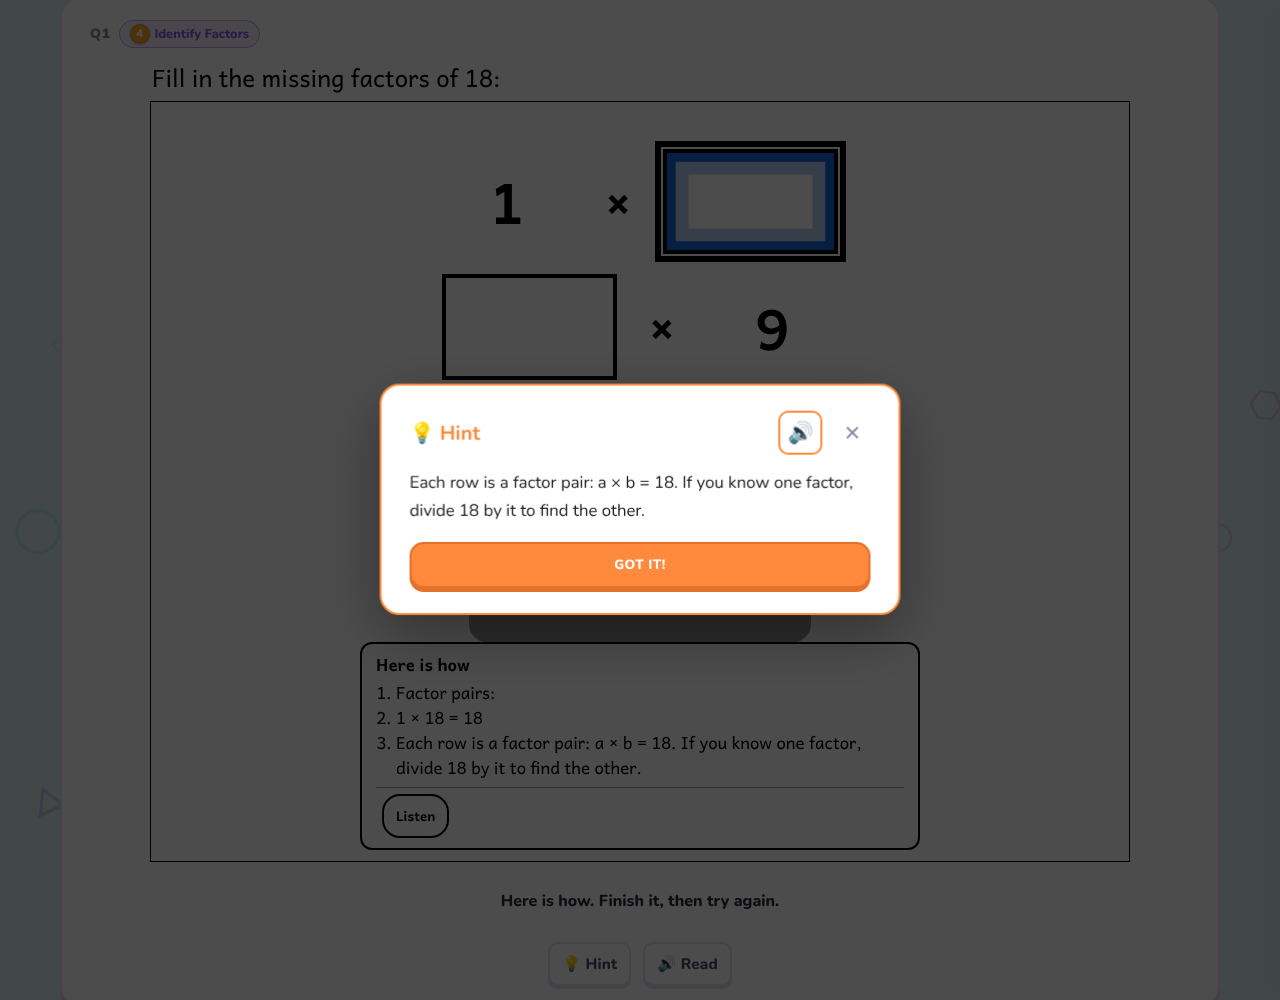 Q1 4 Identify Factors
Fill in the missing factors of 18:
1 ×
× 9
💡 Hint
Each row is a factor pair: a × b = 18. If you know one factor,
divide 18 by it to find the other.
GOT IT!
Here is how
1. Factor pairs:
2. 1 × 18 = 18
3. Each row is a factor pair: a × b = 18. If you know one factor,
divide 18 by it to find the other.
Listen
Here is how. Finish it, then try again.
💡 Hint 🔊 Read